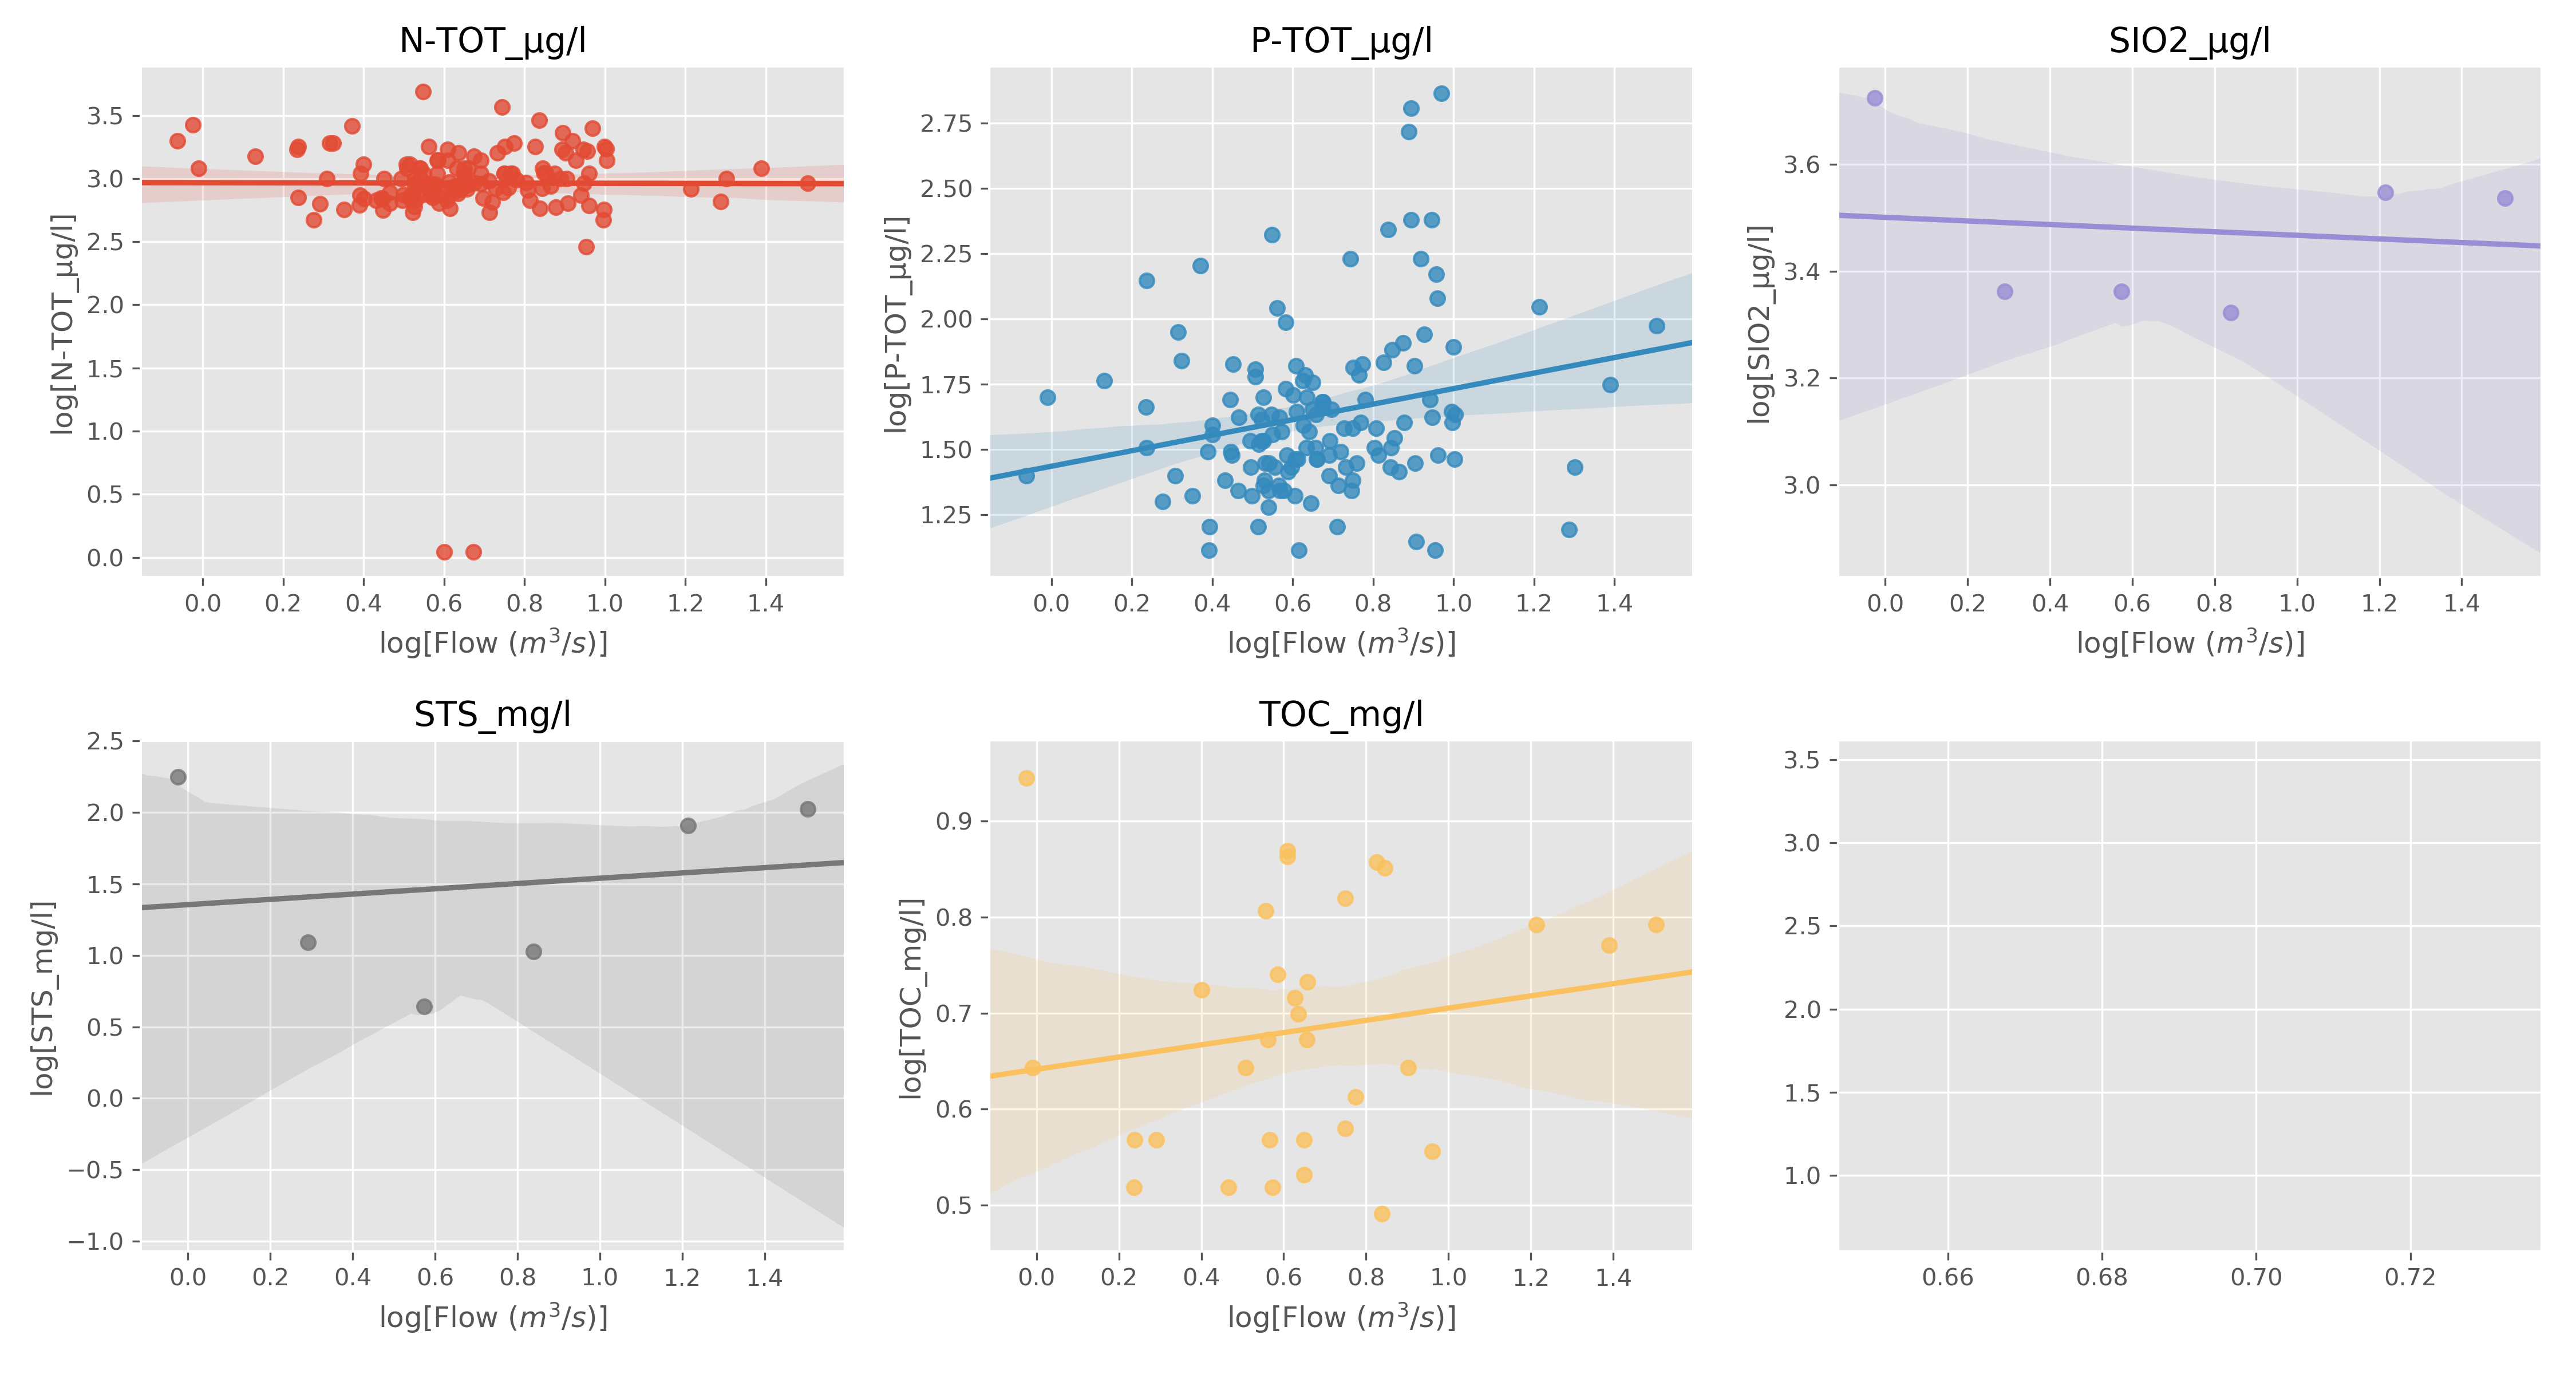 N-TOT_µg/l
P-TOT_µg/l
SIO2_µg/l
log[N-TOT_µg/l]
3.5
3.0
2.5
2.0
1.5
1.0
0.5
0.0
0.0 0.2 0.4 0.6 0.8 1.0 1.2 1.4
log[Flow (m³/s)]
log[P-TOT_µg/l]
2.75
2.50
2.25
2.00
1.75
1.50
1.25
0.0 0.2 0.4 0.6 0.8 1.0 1.2 1.4
log[Flow (m³/s)]
log[SIO2_µg/l]
3.6
3.4
3.2
3.0
0.0 0.2 0.4 0.6 0.8 1.0 1.2 1.4
log[Flow (m³/s)]
STS_mg/l
TOC_mg/l
log[STS_mg/l]
2.5
2.0
1.5
1.0
0.5
0.0
−0.5
−1.0
0.0 0.2 0.4 0.6 0.8 1.0 1.2 1.4
log[Flow (m³/s)]
log[TOC_mg/l]
0.9
0.8
0.7
0.6
0.5
0.0 0.2 0.4 0.6 0.8 1.0 1.2 1.4
log[Flow (m³/s)]
3.5
3.0
2.5
2.0
1.5
1.0
0.66 0.68 0.70 0.72